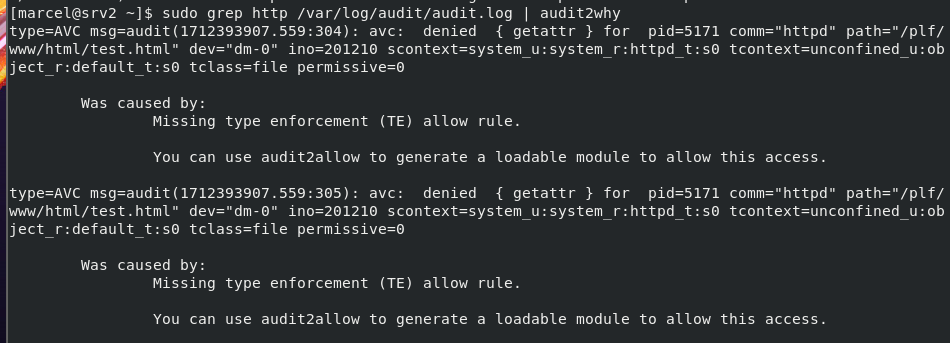 [marcel@srv2 ~]$ sudo grep http /var/log/audit/audit.log | audit2why
type=AVC msg=audit(1712393907.559:304): avc:  denied  { getattr } for  pid=5171 comm="httpd" path="/plf/
www/html/test.html" dev="dm-0" ino=201210 scontext=system_u:system_r:httpd_t:s0 tcontext=unconfined_u:ob
ject_r:default_t:s0 tclass=file permissive=0
Was caused by:
Missing type enforcement (TE) allow rule.
You can use audit2allow to generate a loadable module to allow this access.
type=AVC msg=audit(1712393907.559:305): avc:  denied  { getattr } for  pid=5171 comm="httpd" path="/plf/
www/html/test.html" dev="dm-0" ino=201210 scontext=system_u:system_r:httpd_t:s0 tcontext=unconfined_u:ob
ject_r:default_t:s0 tclass=file permissive=0
Was caused by:
Missing type enforcement (TE) allow rule.
You can use audit2allow to generate a loadable module to allow this access.